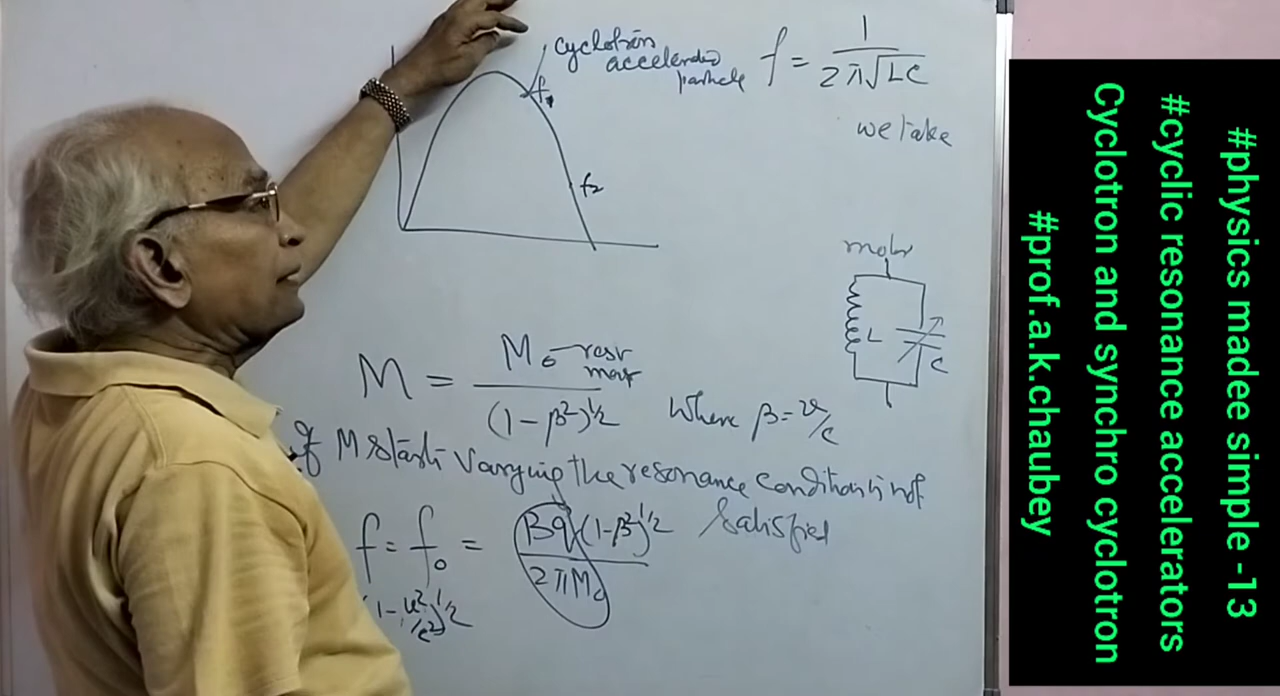 cyclotron
accelerated
particle
f = 1 / 2π√LC
we take
f₁
f₂
motor
L
C
M = M₀ / (1 - β²)^1/2
rest
mass
Where β = v/c
If M starts varying the resonance condition is not
satisfied
f = f₀ = Bq(1 - β²)^1/2 / 2πM₀
(1 - u²/c²)^1/2
#physics madee simple -13
#cyclic resonance accelerators
Cyclotron and synchro cyclotron
#prof.a.k.chaubey